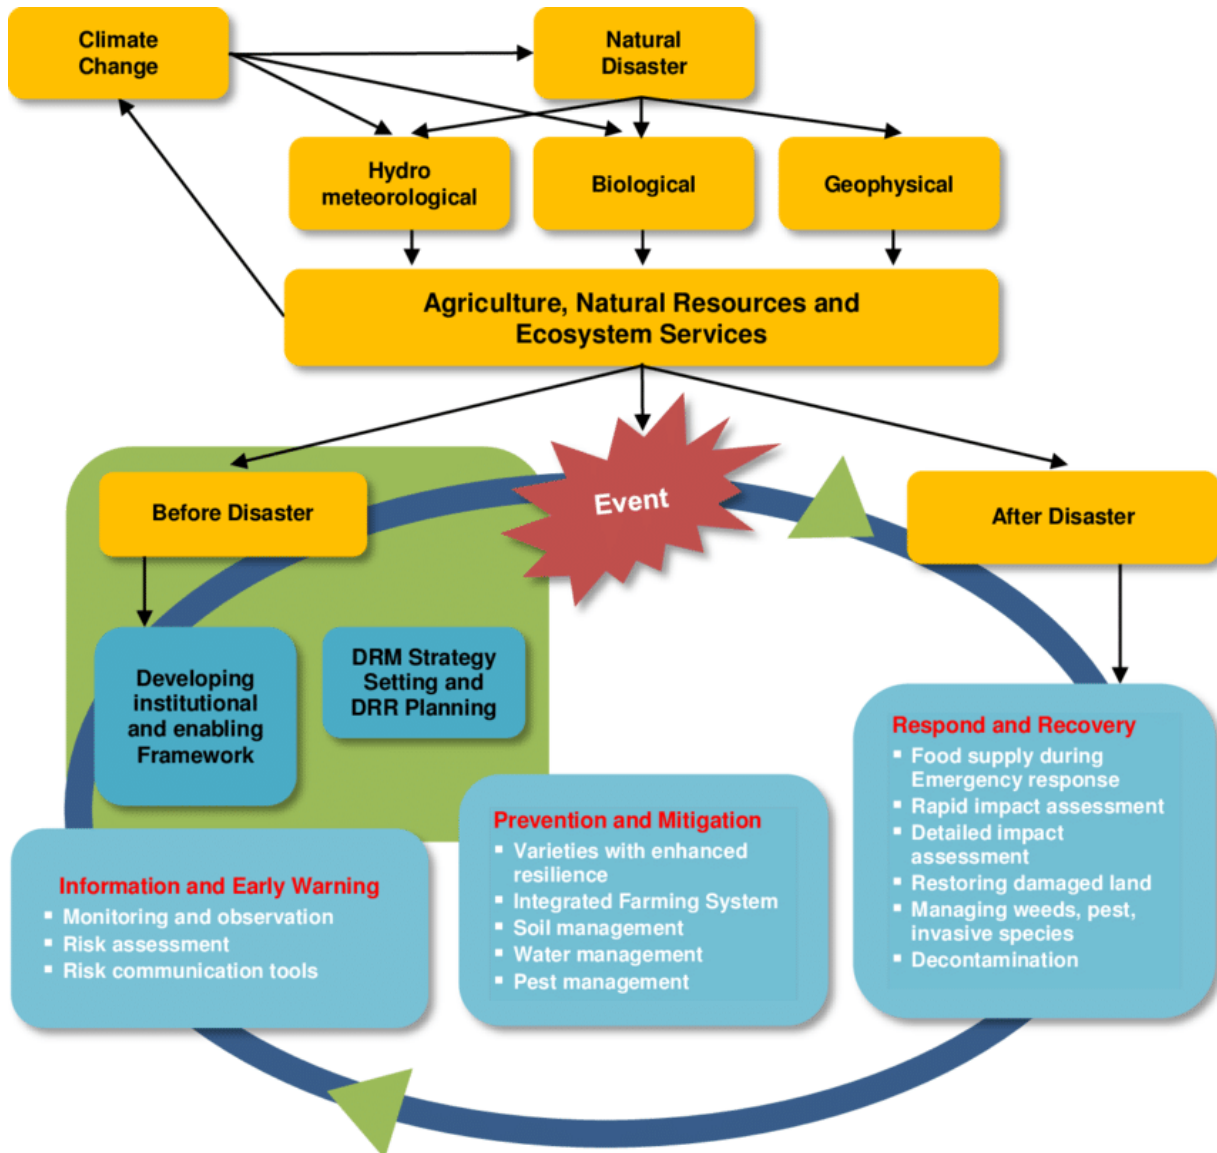 Climate
Change
Natural
Disaster
Hydro
meteorological
Biological
Geophysical
Agriculture, Natural Resources and
Ecosystem Services
Event
Before Disaster
After Disaster
Developing
institutional
and enabling
Framework
DRM Strategy
Setting and
DRR Planning
Respond and Recovery
▪ Food supply during
Emergency response
▪ Rapid impact assessment
▪ Detailed impact
assessment
▪ Restoring damaged land
▪ Managing weeds, pest,
invasive species
▪ Decontamination
Prevention and Mitigation
▪ Varieties with enhanced
resilience
▪ Integrated Farming System
▪ Soil management
▪ Water management
▪ Pest management
Information and Early Warning
▪ Monitoring and observation
▪ Risk assessment
▪ Risk communication tools